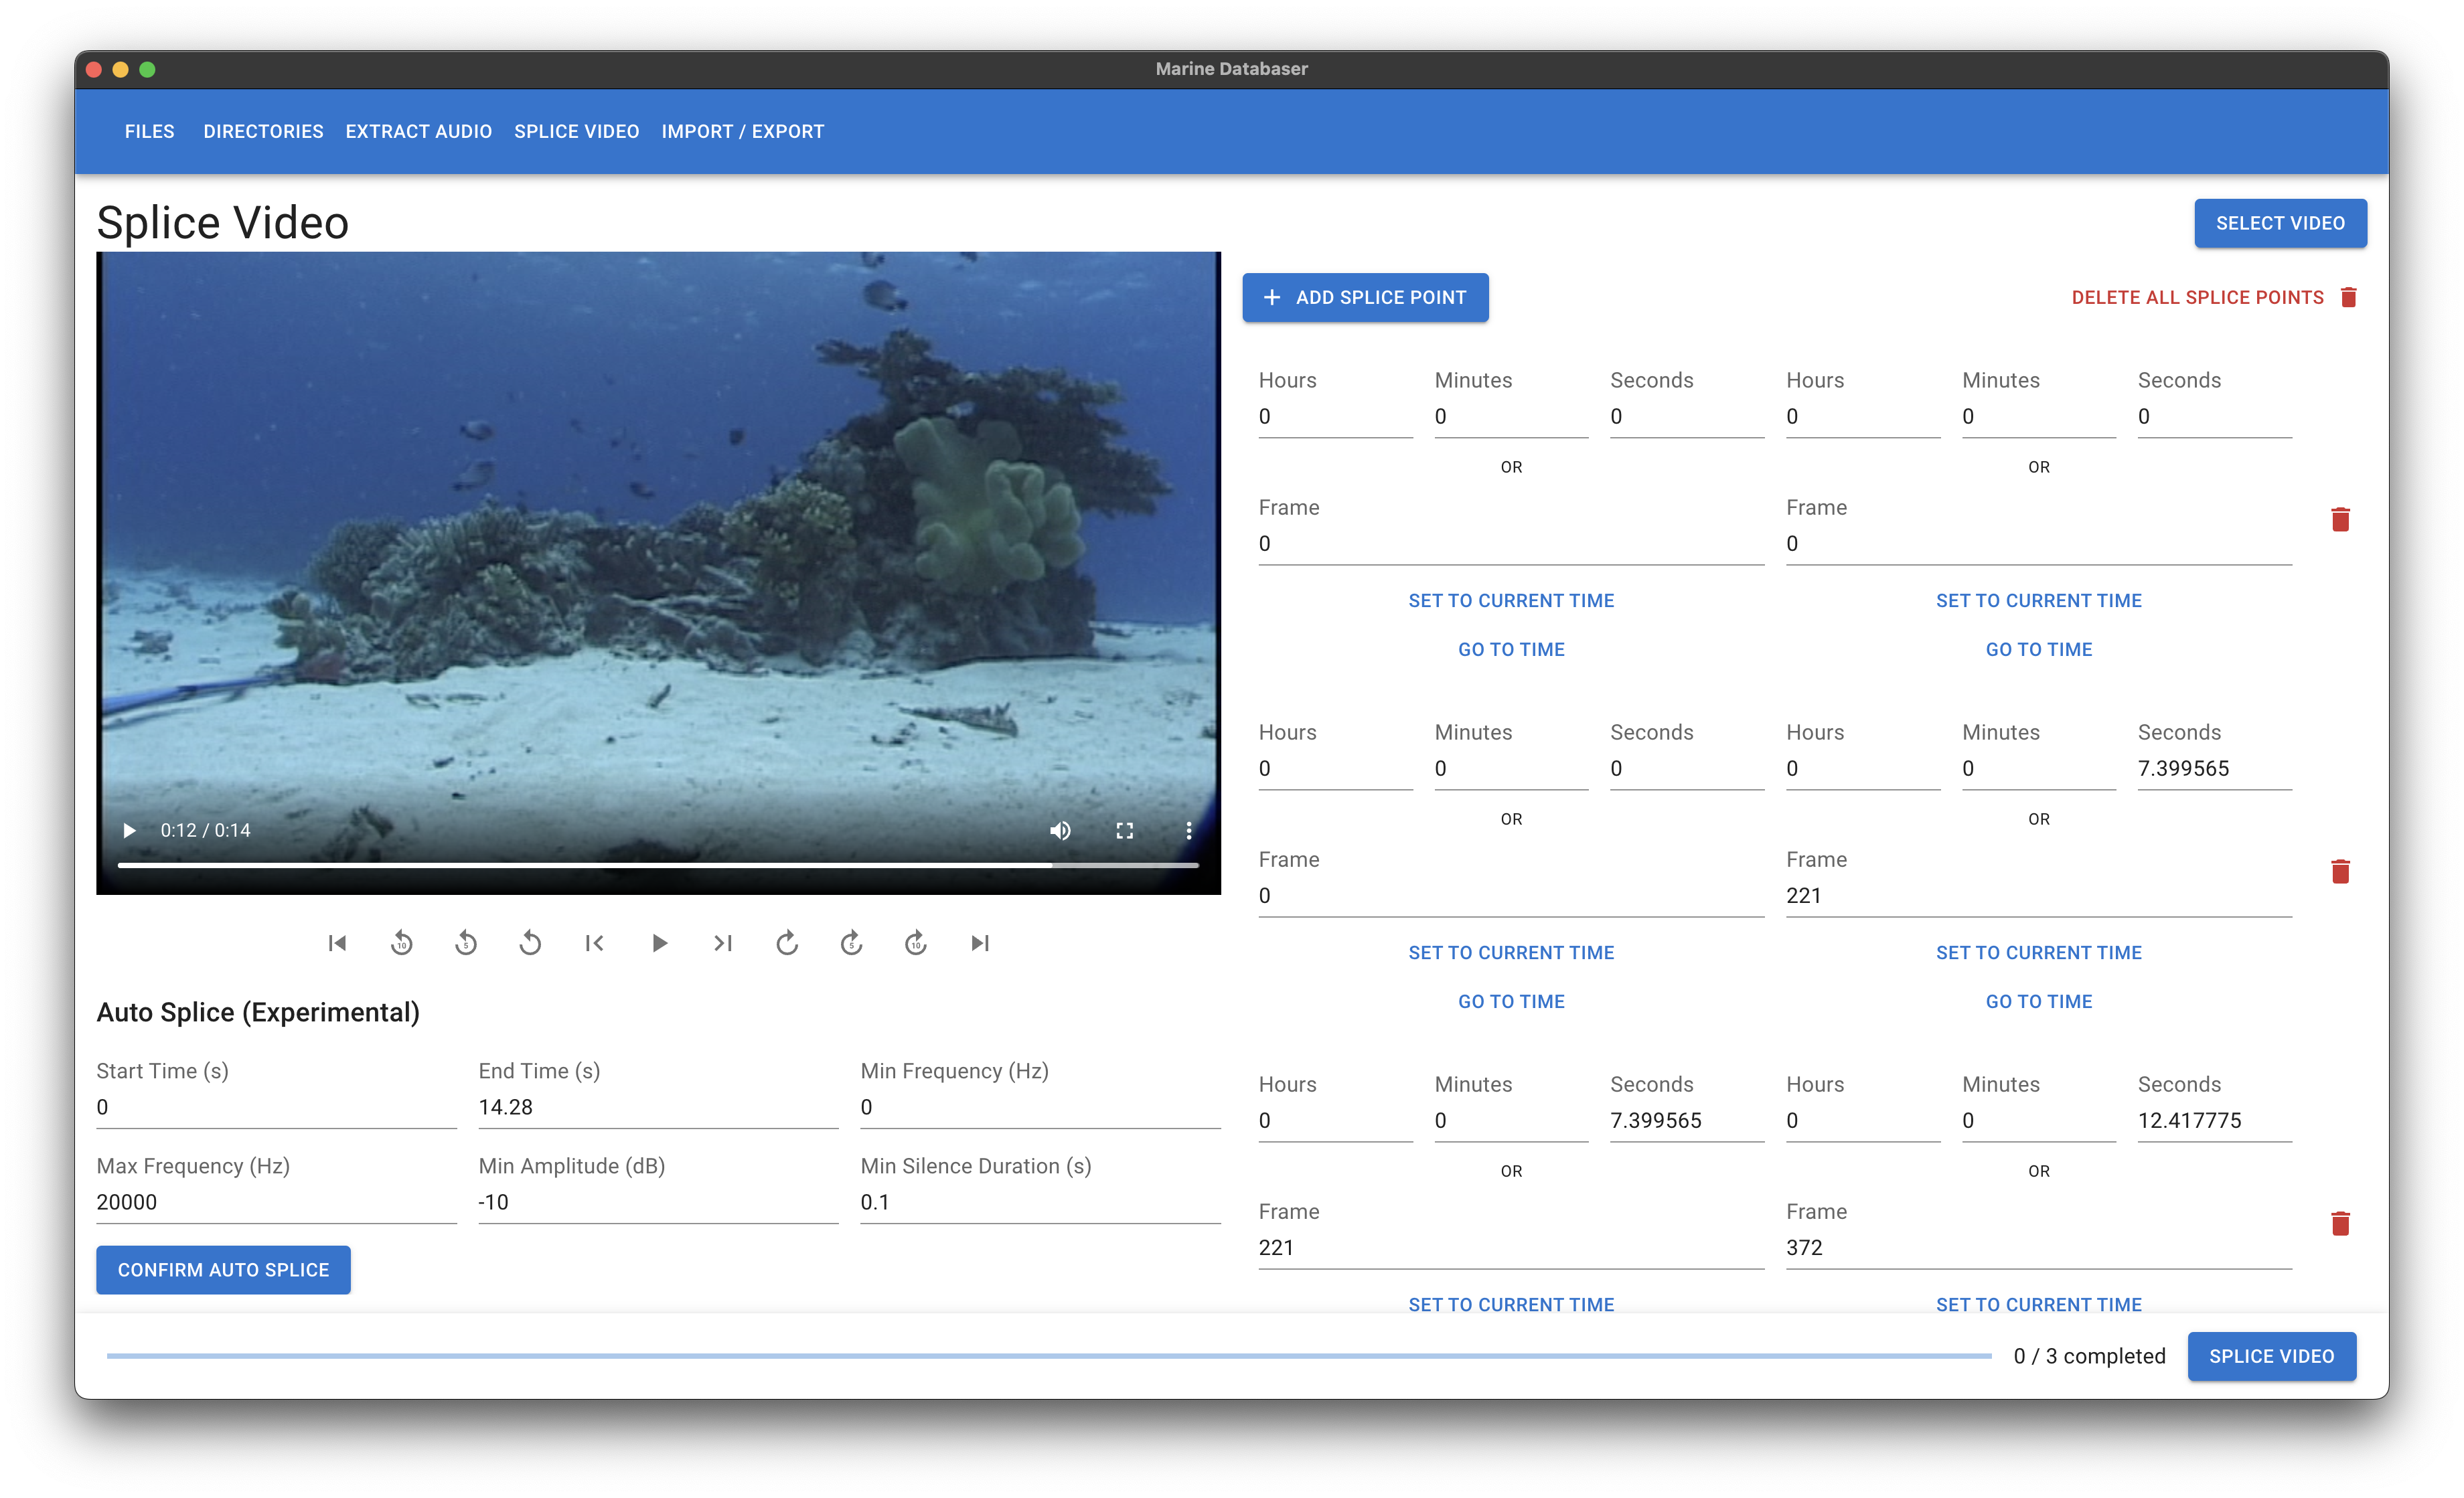 Marine Databaser
FILES DIRECTORIES EXTRACT AUDIO SPLICE VIDEO IMPORT / EXPORT
Splice Video
SELECT VIDEO
0:12 / 0:14
10 5 5 10
Auto Splice (Experimental)
Start Time (s) End Time (s) Min Frequency (Hz)
0 14.28 0
Max Frequency (Hz) Min Amplitude (dB) Min Silence Duration (s)
20000 -10 0.1
CONFIRM AUTO SPLICE
ADD SPLICE POINT DELETE ALL SPLICE POINTS
Hours Minutes Seconds Hours Minutes Seconds
0 0 0 0 0 0
OR OR
Frame Frame
0 0
SET TO CURRENT TIME SET TO CURRENT TIME
GO TO TIME GO TO TIME
Hours Minutes Seconds Hours Minutes Seconds
0 0 0 0 0 7.399565
OR OR
Frame Frame
0 221
SET TO CURRENT TIME SET TO CURRENT TIME
GO TO TIME GO TO TIME
Hours Minutes Seconds Hours Minutes Seconds
0 0 7.399565 0 0 12.417775
OR OR
Frame Frame
221 372
SET TO CURRENT TIME SET TO CURRENT TIME
0 / 3 completed SPLICE VIDEO